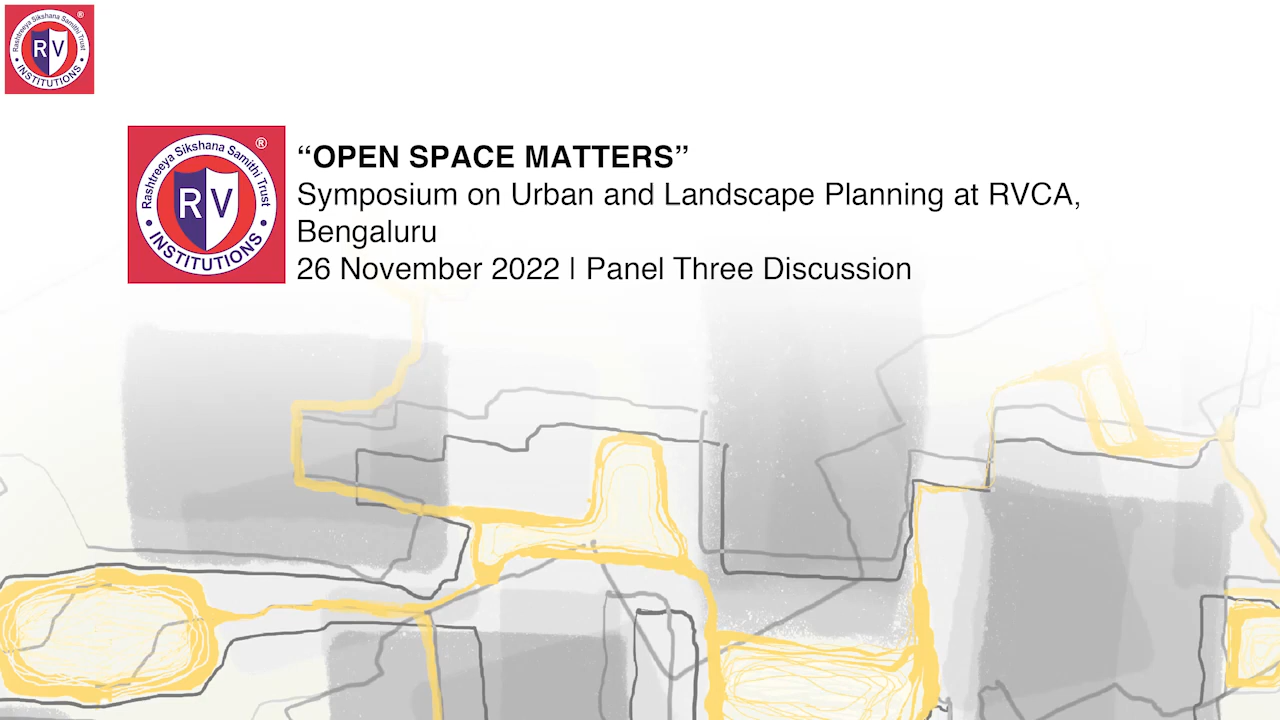 Rashtreeya Sikshana Samithi Trust
®
RV
INSTITUTIONS
Rashtreeya Sikshana Samithi Trust
®
RV
INSTITUTIONS
“OPEN SPACE MATTERS”
Symposium on Urban and Landscape Planning at RVCA,
Bengaluru
26 November 2022 | Panel Three Discussion